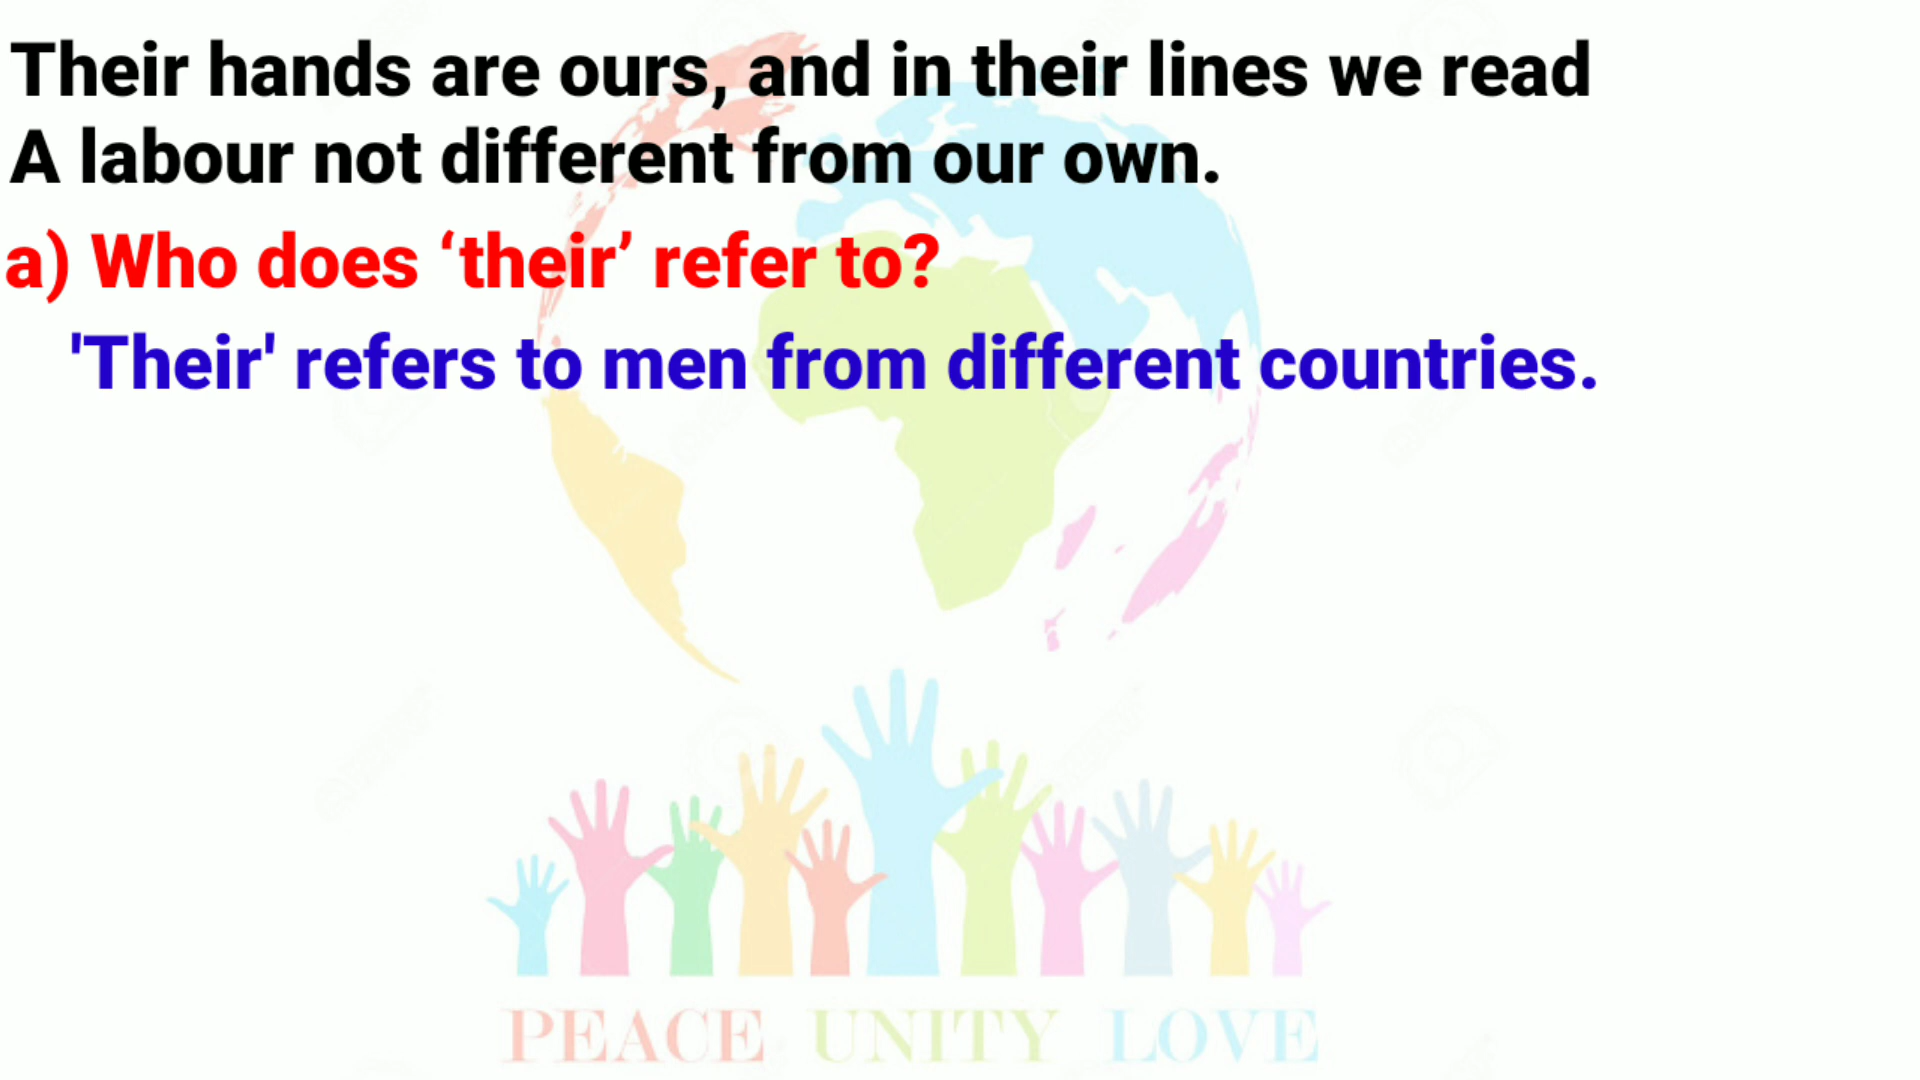 Their hands are ours, and in their lines we read
A labour not different from our own.
a) Who does ‘their’ refer to?
'Their' refers to men from different countries.
PEACE UNITY LOVE